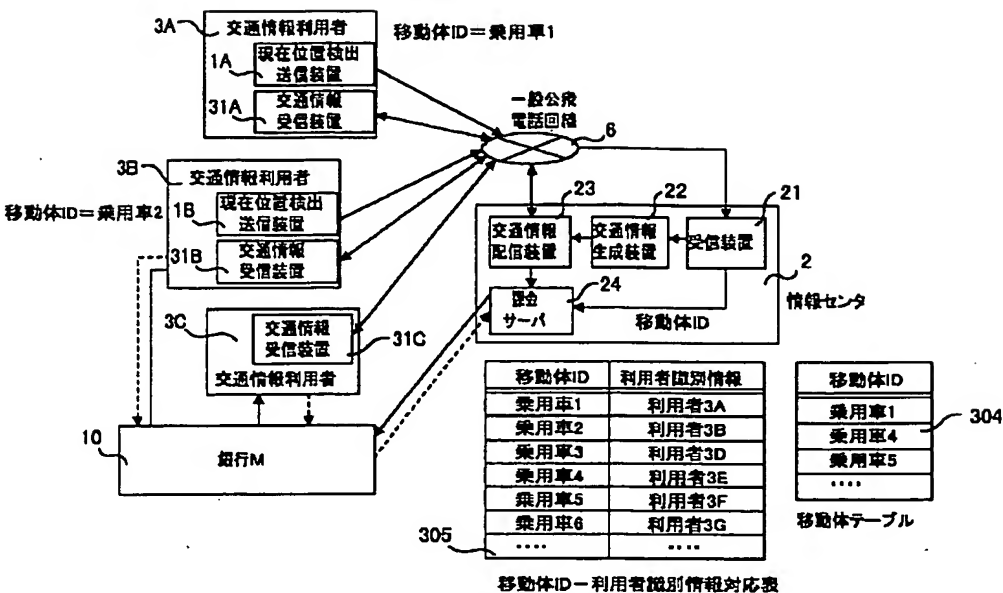 3A
交通情報利用者
移動体ID=乗用車1
1A
現在位置検出
送信装置
31A
交通情報
受信装置
一般公衆
電話回線
6
3B
交通情報利用者
移動体ID=乗用車2
1B
現在位置検出
送信装置
31B
交通情報
受信装置
23
22
21
交通情報
配信装置
交通情報
生成装置
受信装置
2
情報センタ
24
課金
サーバ
移動体ID
3C
交通情報
受信装置
31C
交通情報利用者
10
銀行M
移動体ID 利用者識別情報
乗用車1 利用者3A
乗用車2 利用者3B
乗用車3 利用者3D
乗用車4 利用者3E
乗用車5 利用者3F
乗用車6 利用者3G
‥‥ ‥‥
305
移動体ID-利用者識別情報対応表
移動体ID
乗用車1
乗用車4
乗用車5
‥‥
304
移動体テーブル